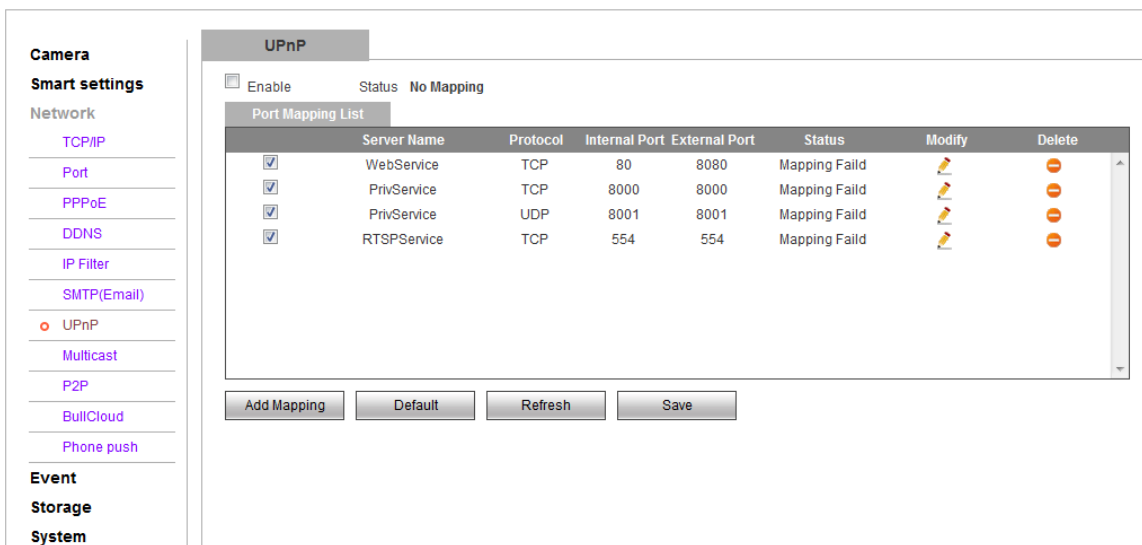 UPnP
Camera
Smart settings
Network
TCP/IP
Port
PPPoE
DDNS
IP Filter
SMTP(Email)
UPnP
Multicast
P2P
BullCloud
Phone push
Event
Storage
System
Enable Status No Mapping
Port Mapping List
Server Name Protocol Internal Port External Port Status Modify Delete
WebService TCP 80 8080 Mapping Faild
PrivService TCP 8000 8000 Mapping Faild
PrivService UDP 8001 8001 Mapping Faild
RTSPService TCP 554 554 Mapping Faild
Add Mapping Default Refresh Save